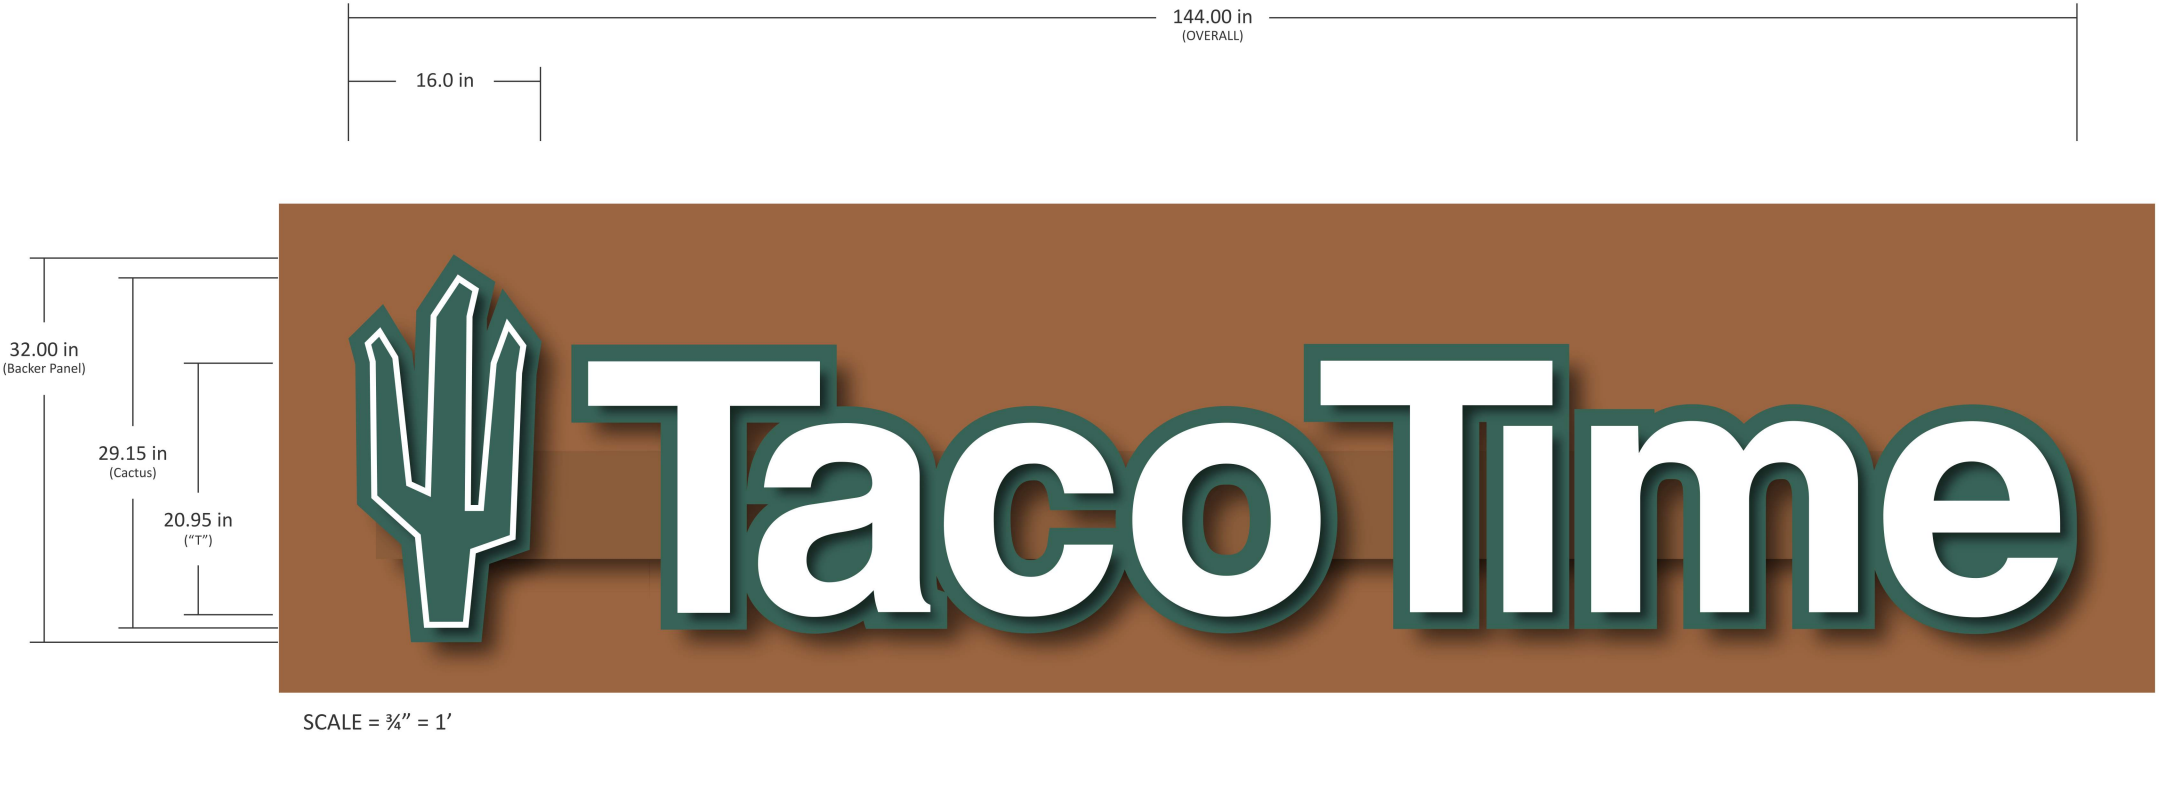 144.00 in
(OVERALL)
16.0 in
32.00 in
(Backer Panel)
29.15 in
(Cactus)
20.95 in
(“T”)
TacoTime
SCALE = ¾” = 1’